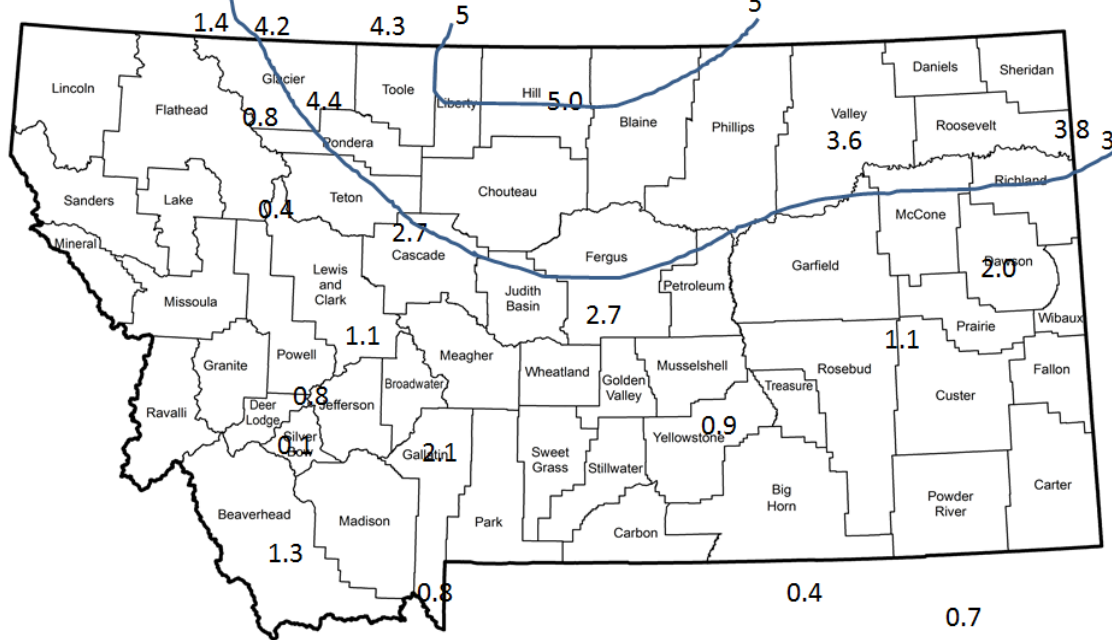 1.4
4.2
4.3
5
5
Lincoln
Flathead
Glacier
Toole
Liberty
Hill
5.0
Blaine
Phillips
Valley
3.6
Daniels
Sheridan
Roosevelt
3.8
3
0.8
4.4
Pondera
Sanders
Lake
0.4
Teton
Chouteau
Richland
McCone
Mineral
2.7
Cascade
Fergus
Garfield
Dawson
2.0
Missoula
Lewis
and
Clark
Judith
Basin
2.7
Petroleum
Wibaux
Prairie
1.1
1.1
Granite
Powell
Meagher
Wheatland
Golden
Valley
Musselshell
Treasure
Rosebud
Custer
Fallon
Ravalli
Deer
Lodge
0.8
Jefferson
Broadwater
Silver
Bow
0.1
Gallatin
2.1
Sweet
Grass
Stillwater
Yellowstone
0.9
Big
Horn
Powder
River
Carter
Beaverhead
Madison
Park
Carbon
1.3
0.8
0.4
0.7